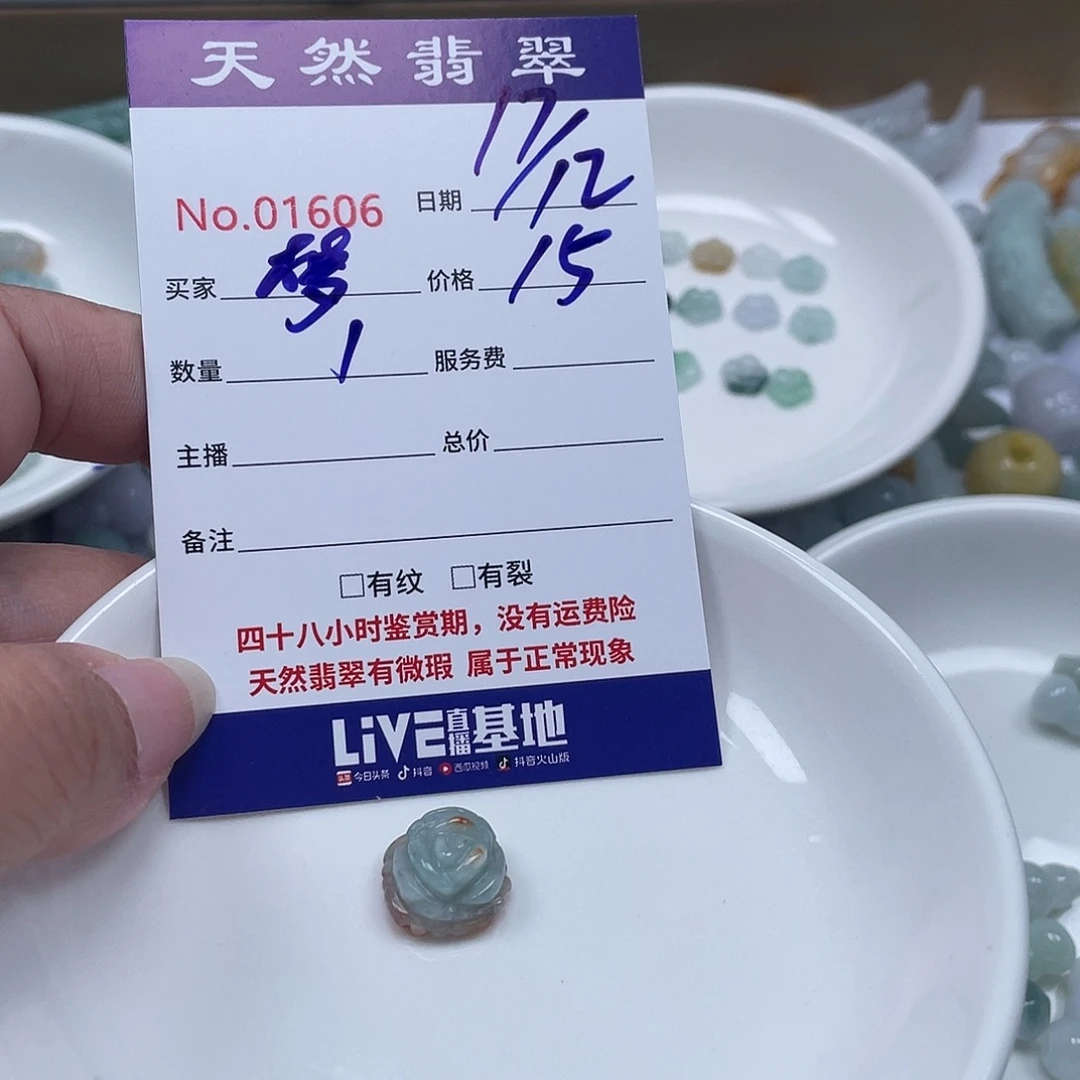 天然翡翠
17/12
No.01606 日期
买家 价格 15
数量 1 服务费
主播 总价
备注
□有纹 □有裂
四十八小时鉴赏期，没有运费险
天然翡翠有微瑕 属于正常现象
LiVE直播基地
头条 今日头条 抖音 西瓜视频 抖音火山版